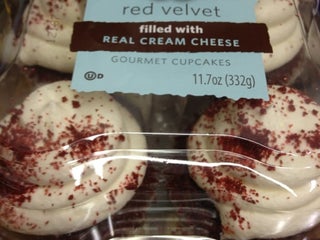 red velvet
filled with
REAL CREAM CHEESE
GOURMET CUPCAKES
U D
11.7oz (332g)